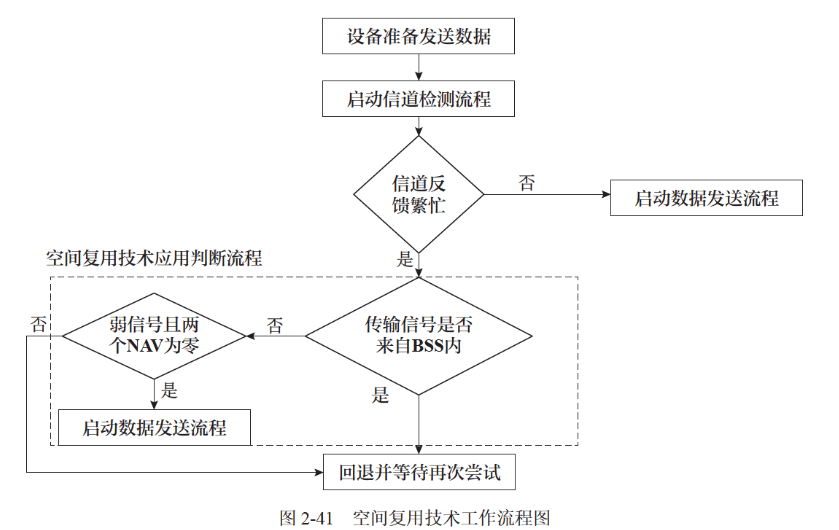 设备准备发送数据
启动信道检测流程
信道反
馈繁忙
否
启动数据发送流程
是
空间复用技术应用判断流程
否
弱信号且两
个NAV为零
否
传输信号是否
来自BSS内
是
是
启动数据发送流程
回退并等待再次尝试
图 2-41 空间复用技术工作流程图